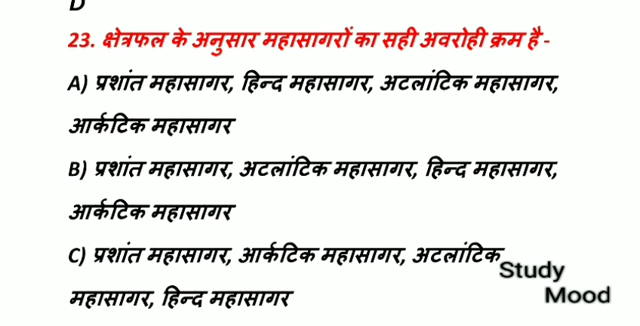 D
23. क्षेत्रफल के अनुसार महासागरों का सही अवरोही क्रम है -
A) प्रशांत महासागर, हिन्द महासागर, अटलांटिक महासागर,
आर्कटिक महासागर
B) प्रशांत महासागर, अटलांटिक महासागर, हिन्द महासागर,
आर्कटिक महासागर
C) प्रशांत महासागर, आर्कटिक महासागर, अटलांटिक
महासागर, हिन्द महासागर
Study
Mood